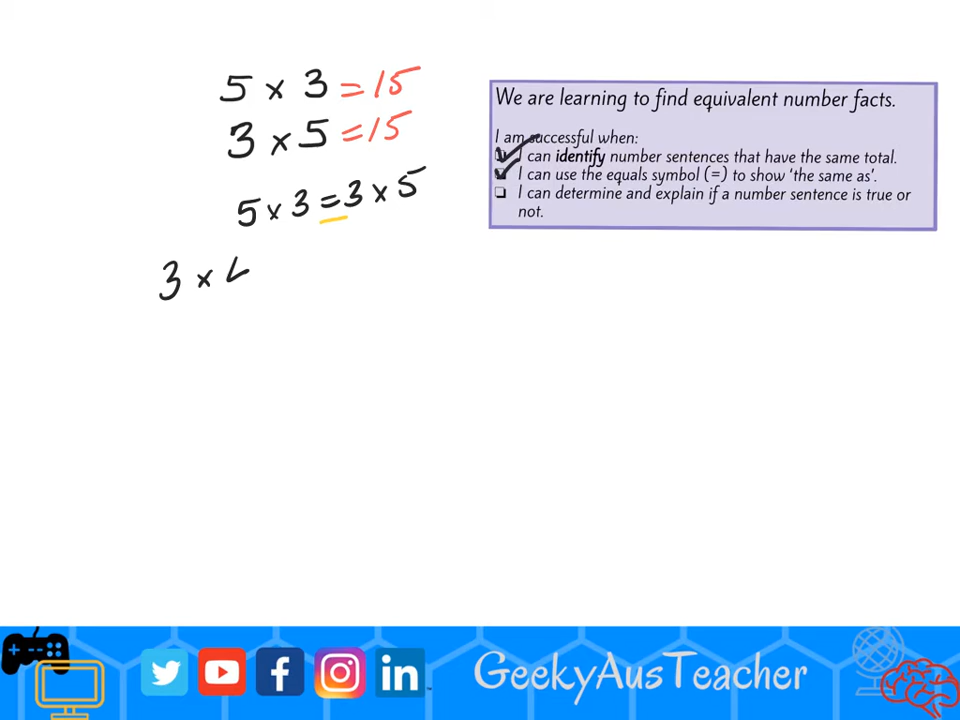 5 × 3 = 15
3 × 5 = 15
5 × 3 = 3 × 5
3 ×
We are learning to find equivalent number facts.
I am successful when:
I can identify number sentences that have the same total.
I can use the equals symbol (=) to show ‘the same as’.
I can determine and explain if a number sentence is true or
not.
in
GeekyAusTeacher